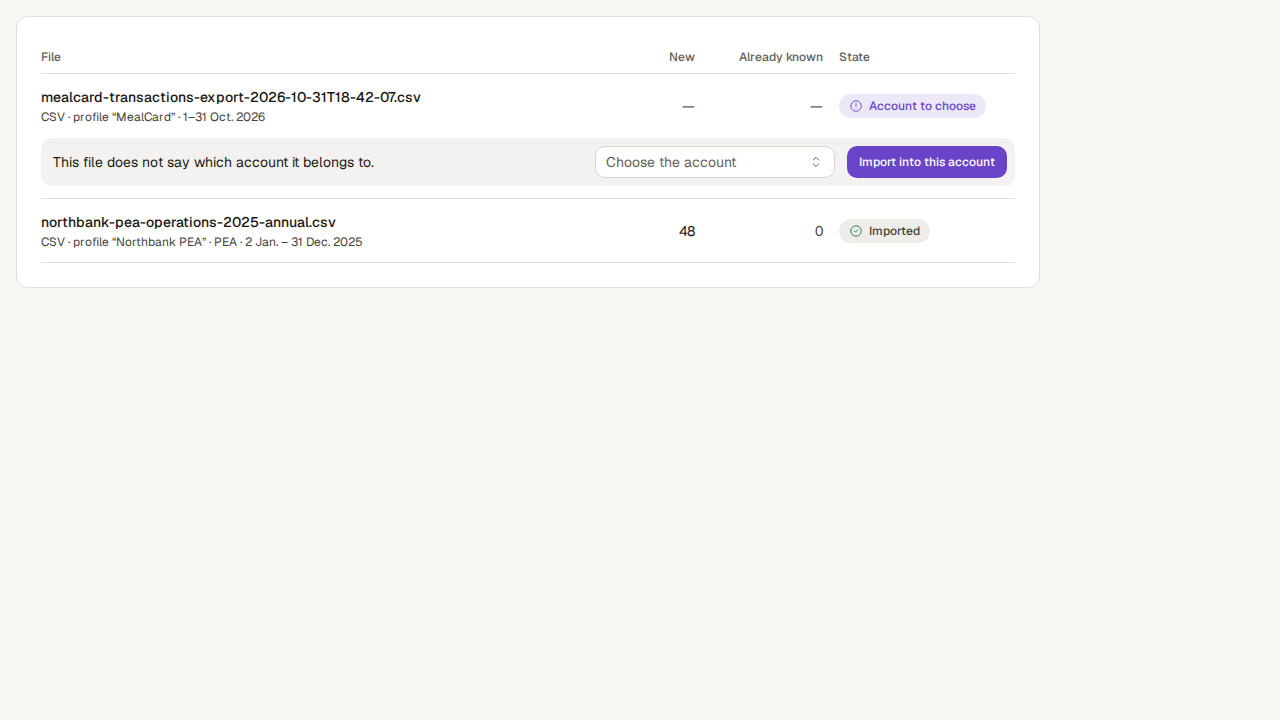 File New Already known State
mealcard-transactions-export-2026-10-31T18-42-07.csv
CSV · profile “MealCard” · 1–31 Oct. 2026
— — Account to choose
This file does not say which account it belongs to. Choose the account Import into this account
northbank-pea-operations-2025-annual.csv
CSV · profile “Northbank PEA” · PEA · 2 Jan. – 31 Dec. 2025
48 0 Imported